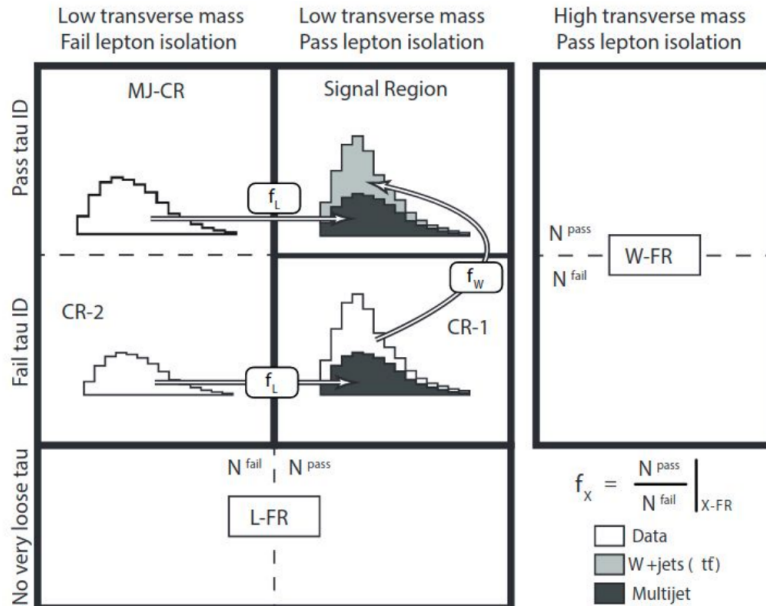 Low transverse mass
Fail lepton isolation
Low transverse mass
Pass lepton isolation
High transverse mass
Pass lepton isolation
Pass tau ID
MJ-CR
Signal Region
f_L
N^pass
W-FR
N^fail
f_W
Fail tau ID
CR-2
CR-1
f_L
No very loose tau
N^fail
N^pass
L-FR
f_X = N^pass / N^fail |X-FR
Data
W+jets ( tf)
Multijet